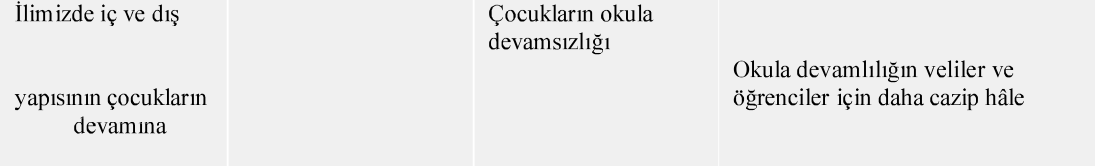 İlimizde iç ve dış
yapısının çocukların
devamına
Çocukların okula
devamsızlığı
Okula devamlılığın veliler ve
öğrenciler için daha cazip hâle